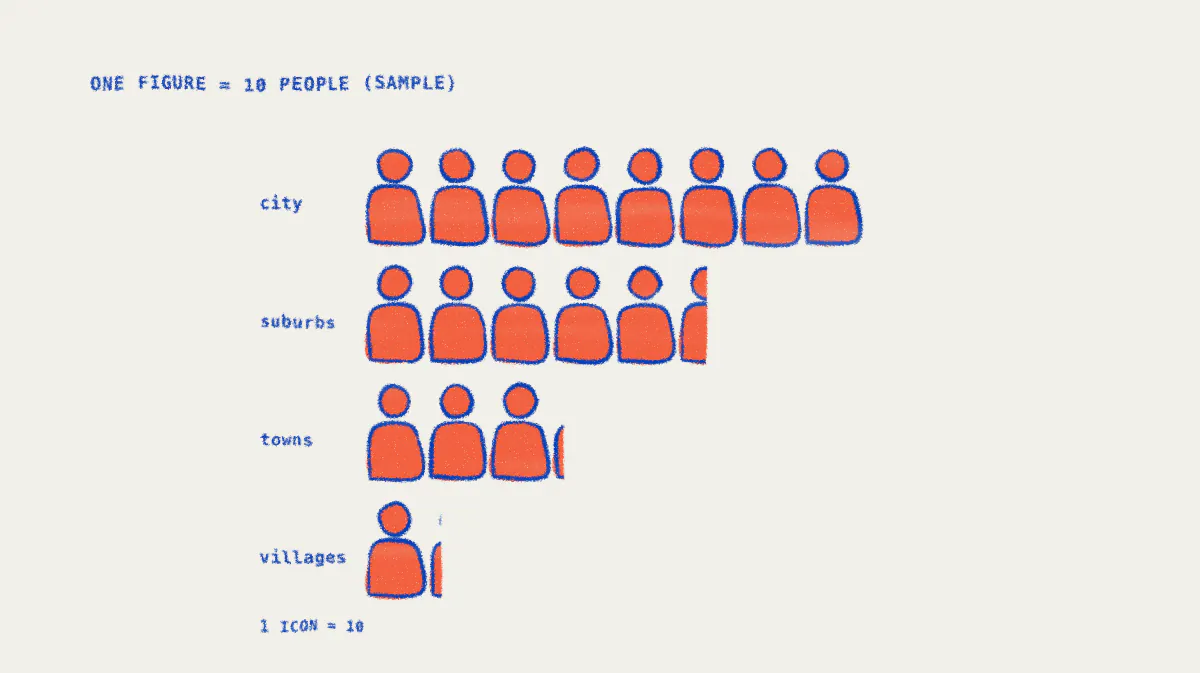 ONE FIGURE = 10 PEOPLE (SAMPLE)
city
suburbs
towns
villages
1 ICON = 10